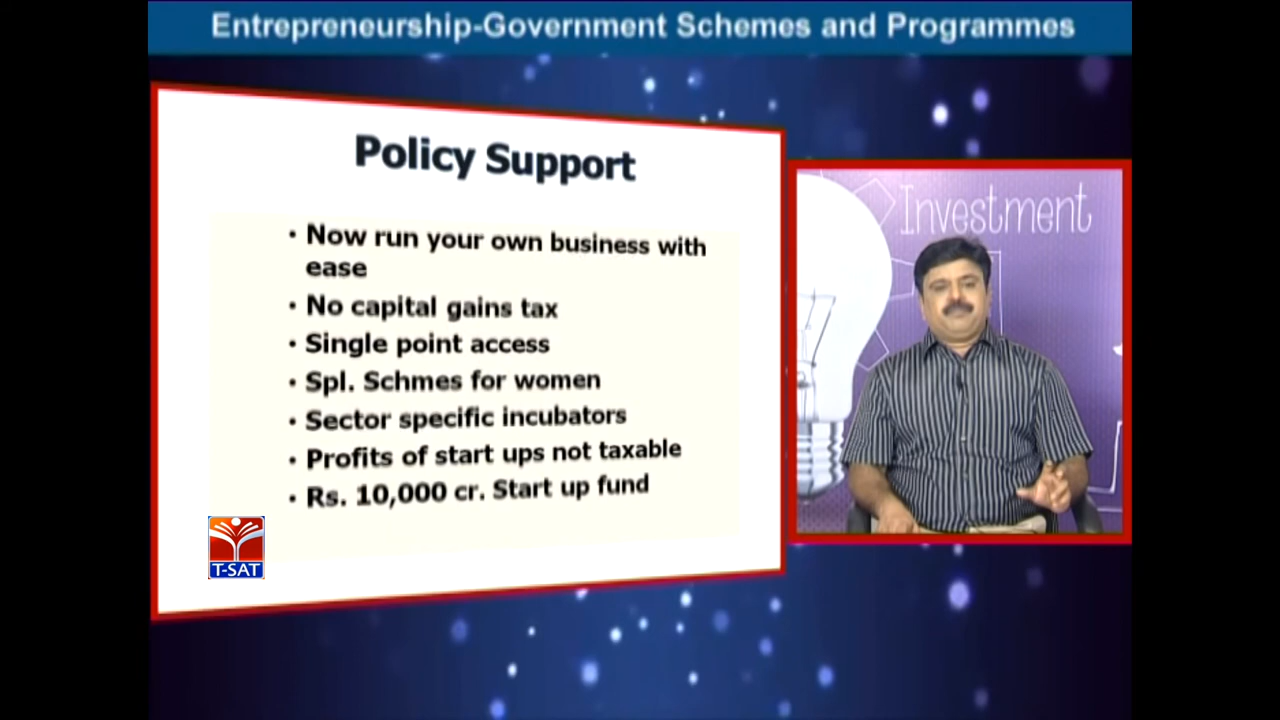 Entrepreneurship-Government Schemes and Programmes
Policy Support
• Now run your own business with
ease
• No capital gains tax
• Single point access
• Spl. Schmes for women
• Sector specific incubators
• Profits of start ups not taxable
• Rs. 10,000 cr. Start up fund
T-SAT
Investment